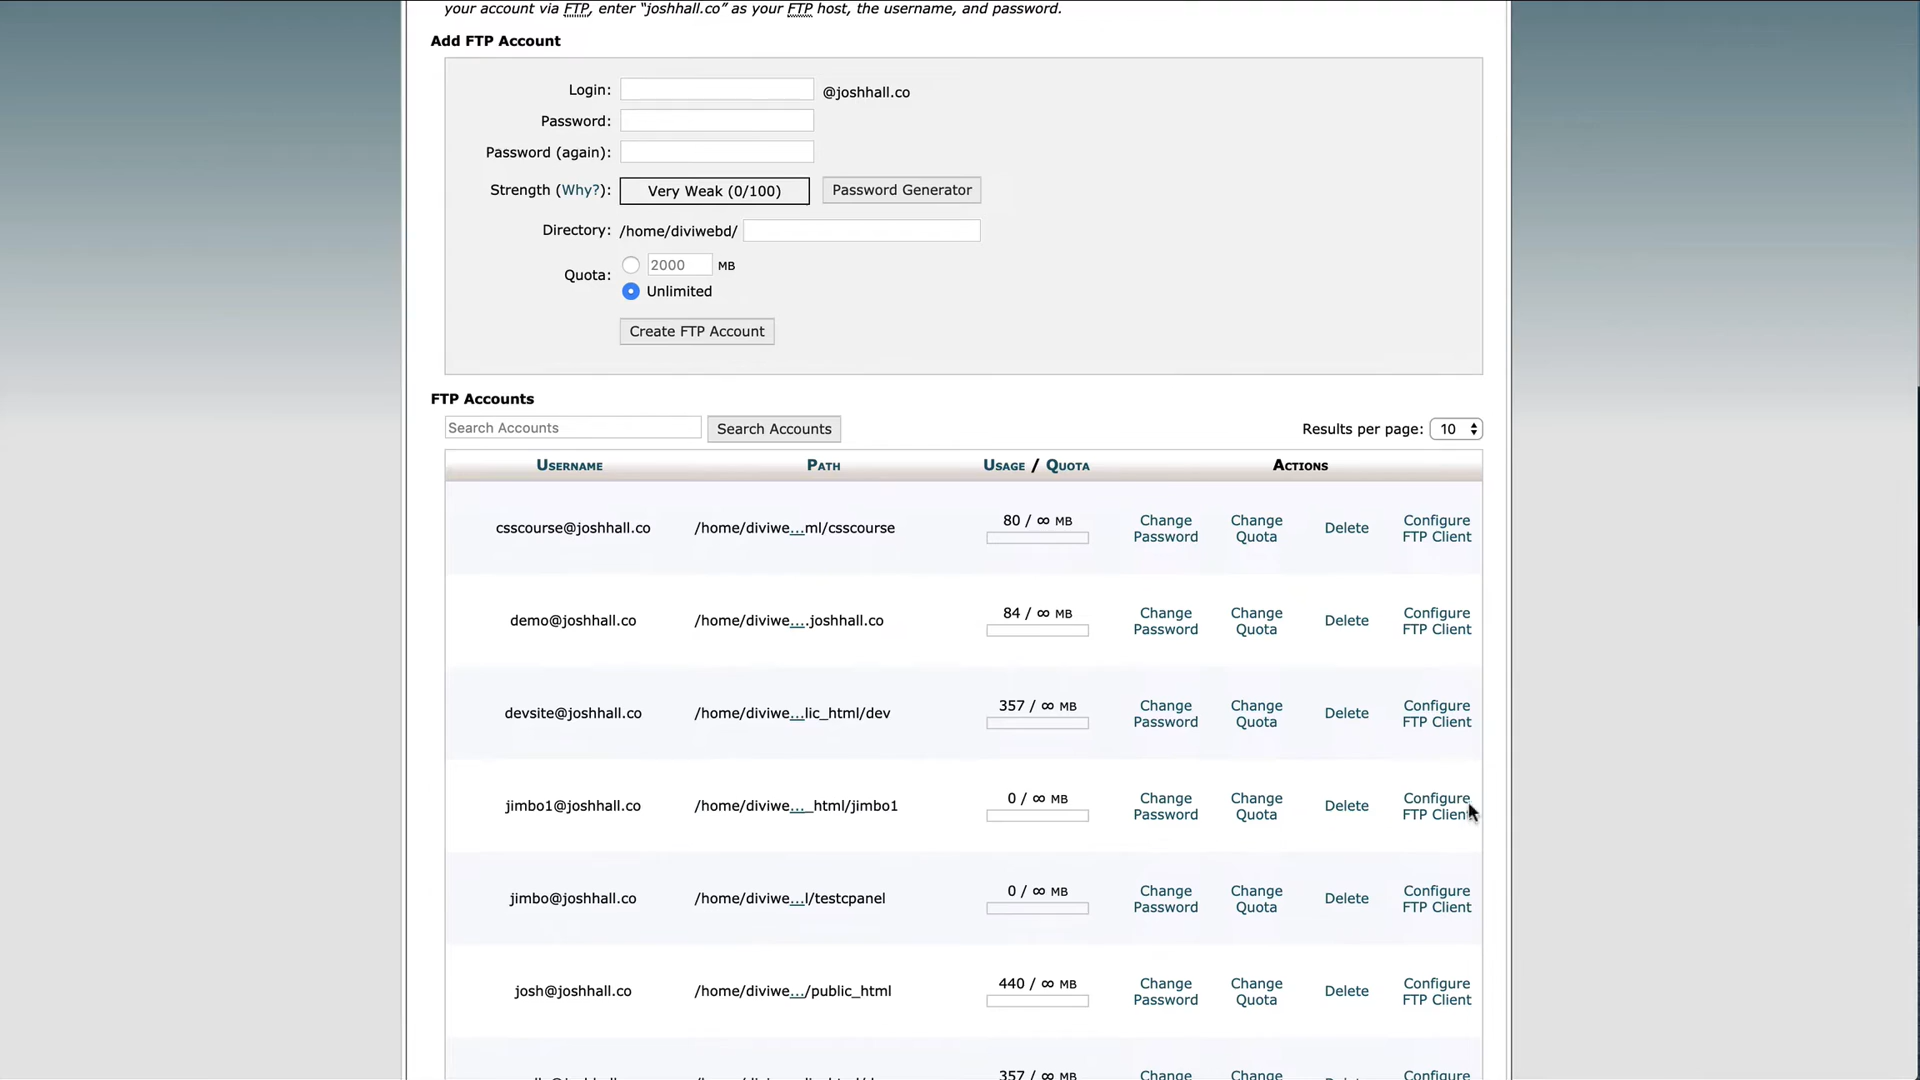 your account via FTP, enter “joshhall.co” as your FTP host, the username, and password.
Add FTP Account
Login: @joshhall.co
Password:
Password (again):
Strength (Why?): Very Weak (0/100) Password Generator
Directory: /home/diviwebd/
Quota: 2000 MB
Unlimited
Create FTP Account
FTP Accounts
Search Accounts Search Accounts Results per page: 10
Username Path Usage / Quota Actions
csscourse@joshhall.co /home/diviwe...ml/csscourse 80 / ∞ MB Change Password Change Quota Delete Configure FTP Client
demo@joshhall.co /home/diviwe....joshhall.co 84 / ∞ MB Change Password Change Quota Delete Configure FTP Client
devsite@joshhall.co /home/diviwe...lic_html/dev 357 / ∞ MB Change Password Change Quota Delete Configure FTP Client
jimbo1@joshhall.co /home/diviwe..._html/jimbo1 0 / ∞ MB Change Password Change Quota Delete Configure FTP Client
jimbo@joshhall.co /home/diviwe...l/testcpanel 0 / ∞ MB Change Password Change Quota Delete Configure FTP Client
josh@joshhall.co /home/diviwe.../public_html 440 / ∞ MB Change Password Change Quota Delete Configure FTP Client
357 / ∞ MB Change Change Configure